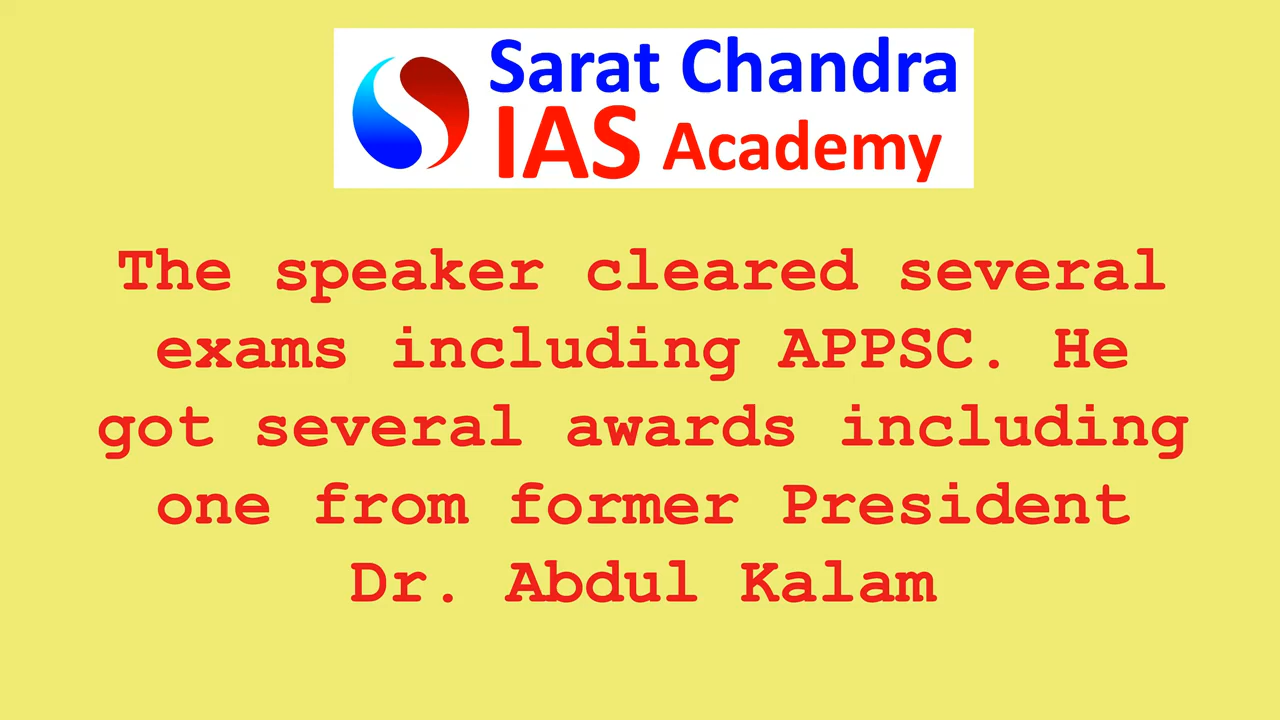 Sarat Chandra
IAS Academy
The speaker cleared several
exams including APPSC. He
got several awards including
one from former President
Dr. Abdul Kalam